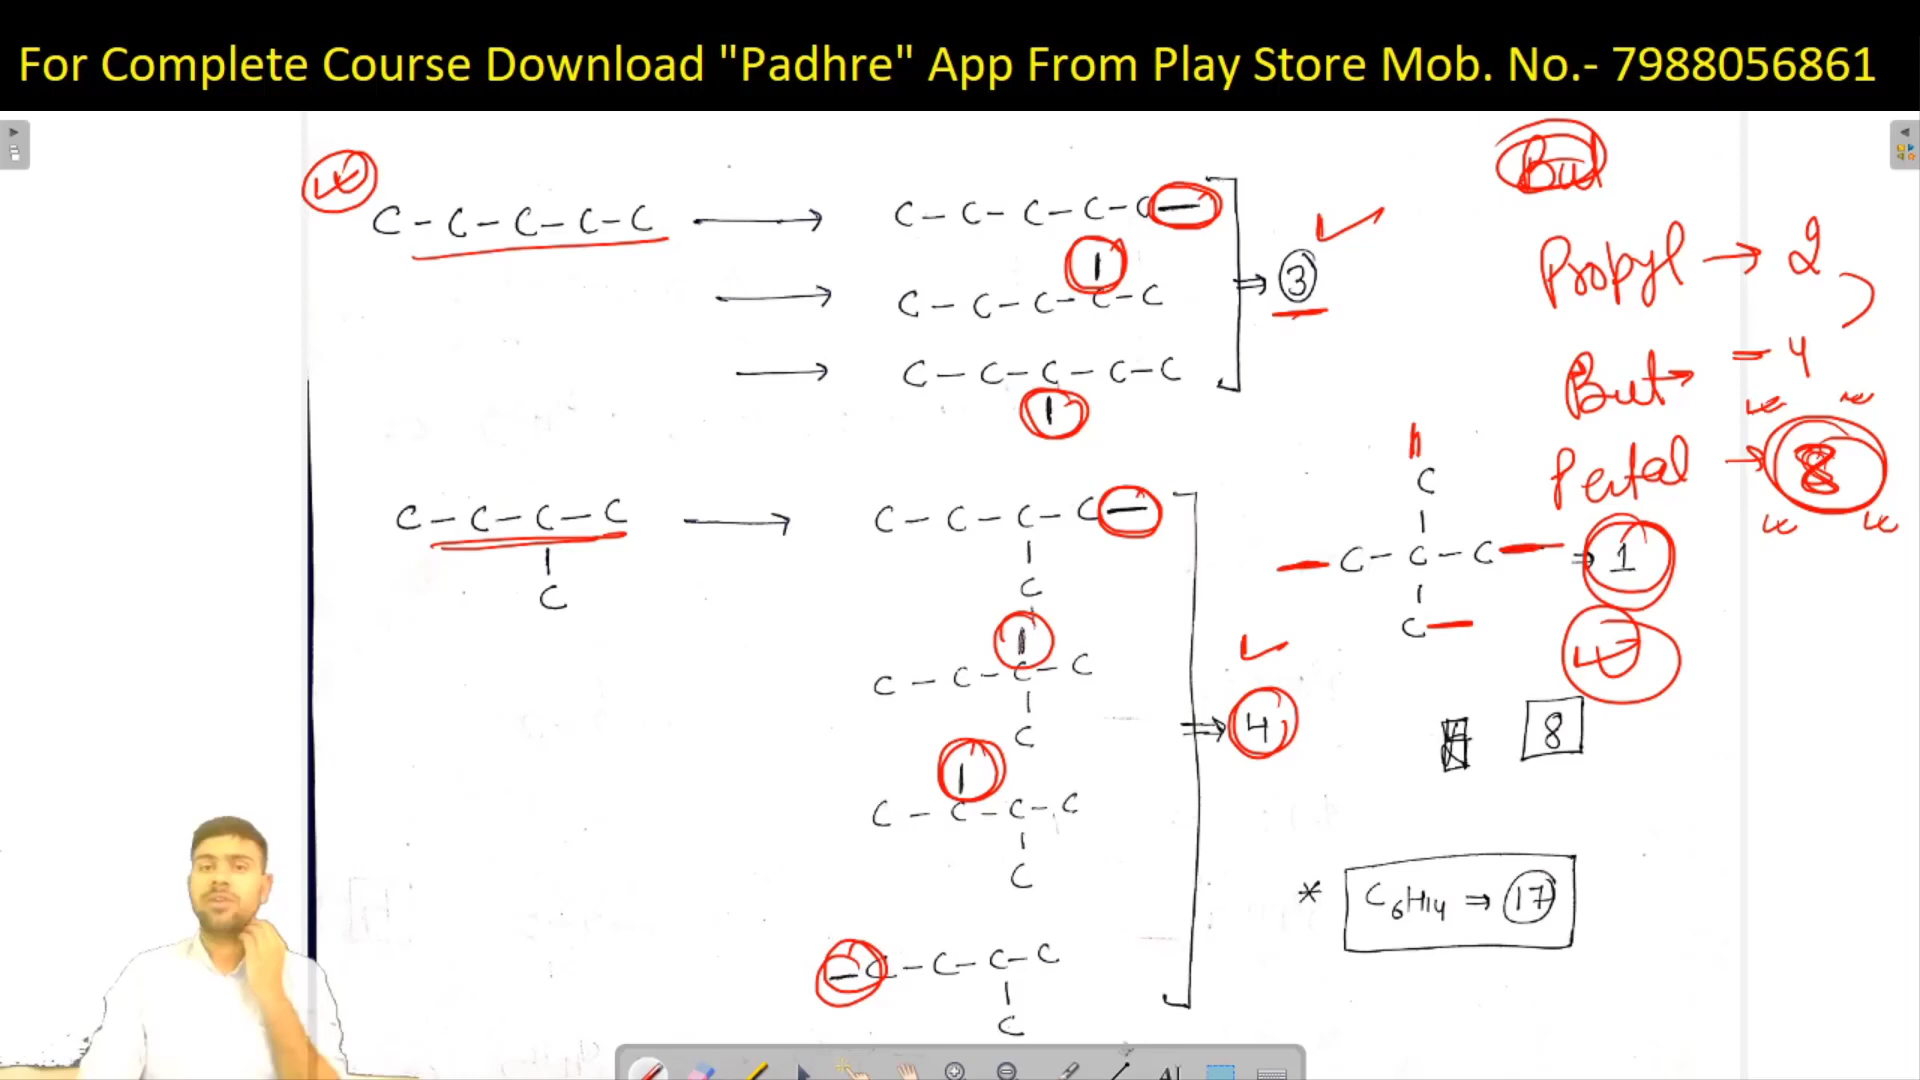 For Complete Course Download "Padhre" App From Play Store Mob. No.- 7988056861
But
C - C - C - C - C → C - C - C - C - C -
Propyl → 2
→ C - C - C - C - C ⇒ 3
But → = 4
→ C - C - C - C - C
Pental → 8
C
C - C - C - C → C - C - C - C -
C - C - C ⇒ 1
C
C
C
C - C - C - C
C
⇒ 4
8
C - C - C - C
C
* C6H14 ⇒ 17
- C - C - C - C
C